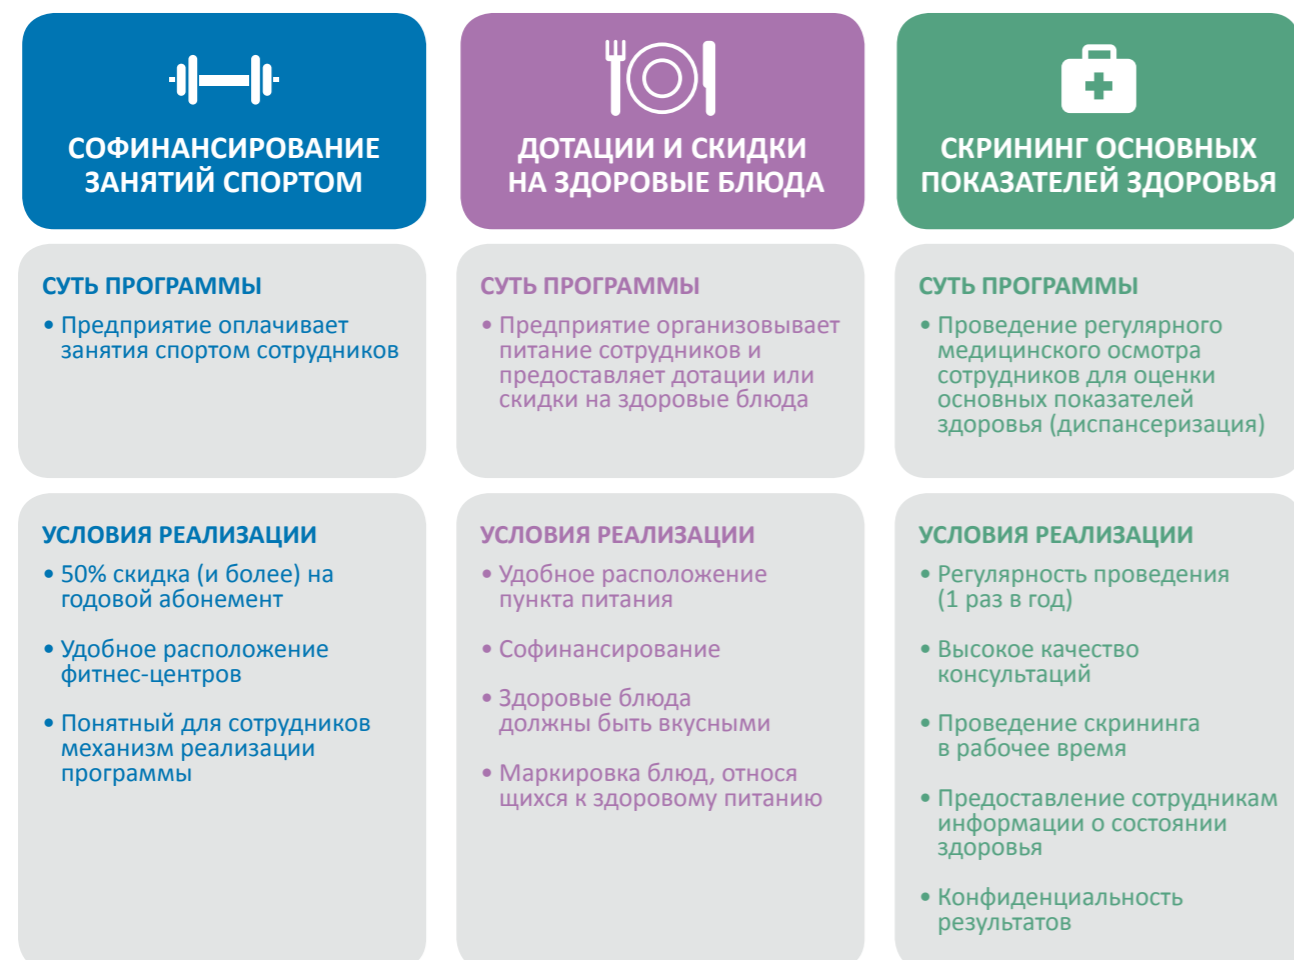 СОФИНАНСИРОВАНИЕ
ЗАНЯТИЙ СПОРТОМ
СУТЬ ПРОГРАММЫ
• Предприятие оплачивает
занятия спортом сотрудников
УСЛОВИЯ РЕАЛИЗАЦИИ
• 50% скидка (и более) на
годовой абонемент
• Удобное расположение
фитнес-центров
• Понятный для сотрудников
механизм реализации
программы
ДОТАЦИИ И СКИДКИ
НА ЗДОРОВЫЕ БЛЮДА
СУТЬ ПРОГРАММЫ
• Предприятие организовывает
питание сотрудников и
предоставляет дотации или
скидки на здоровые блюда
УСЛОВИЯ РЕАЛИЗАЦИИ
• Удобное расположение
пункта питания
• Софинансирование
• Здоровые блюда
должны быть вкусными
• Маркировка блюд, относя
щихся к здоровому питанию
СКРИНИНГ ОСНОВНЫХ
ПОКАЗАТЕЛЕЙ ЗДОРОВЬЯ
СУТЬ ПРОГРАММЫ
• Проведение регулярного
медицинского осмотра
сотрудников для оценки
основных показателей
здоровья (диспансеризация)
УСЛОВИЯ РЕАЛИЗАЦИИ
• Регулярность проведения
(1 раз в год)
• Высокое качество
консультаций
• Проведение скрининга
в рабочее время
• Предоставление сотрудникам
информации о состоянии
здоровья
• Конфиденциальность
результатов